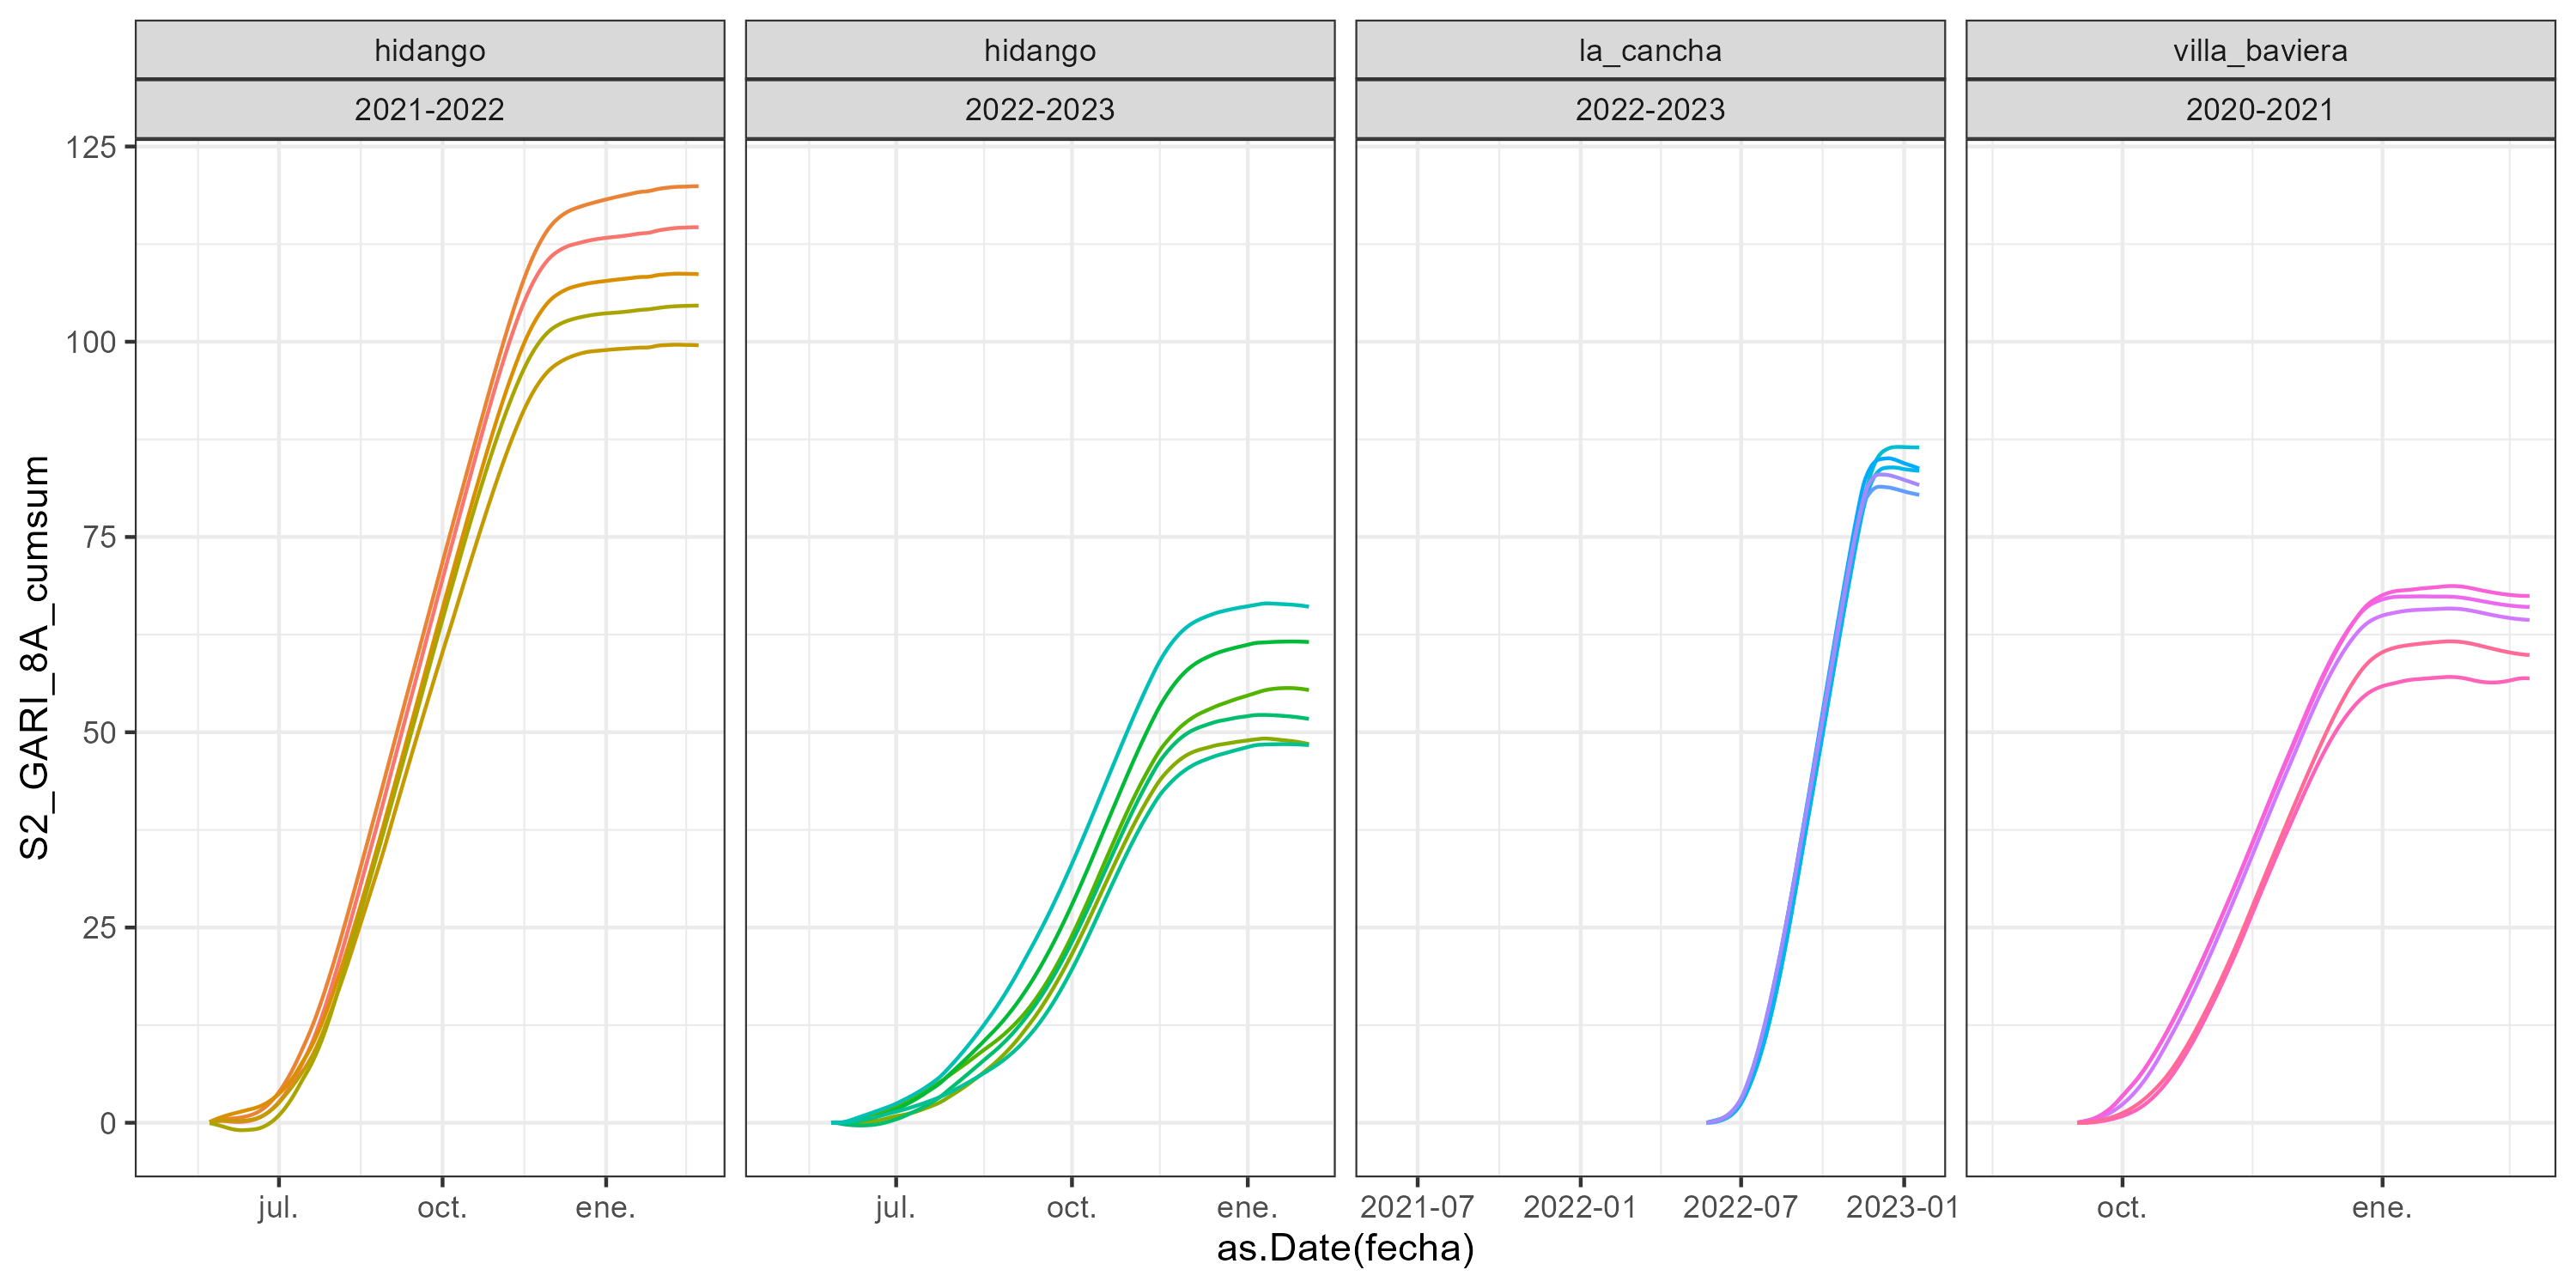 hidango
hidango
la_cancha
villa_baviera
2021-2022
2022-2023
2022-2023
2020-2021
S2_GARI_8A_cumsum
125
100
75
50
25
0
jul.
oct.
ene.
jul.
oct.
ene.
2021-07
2022-01
2022-07
2023-01
oct.
ene.
as.Date(fecha)